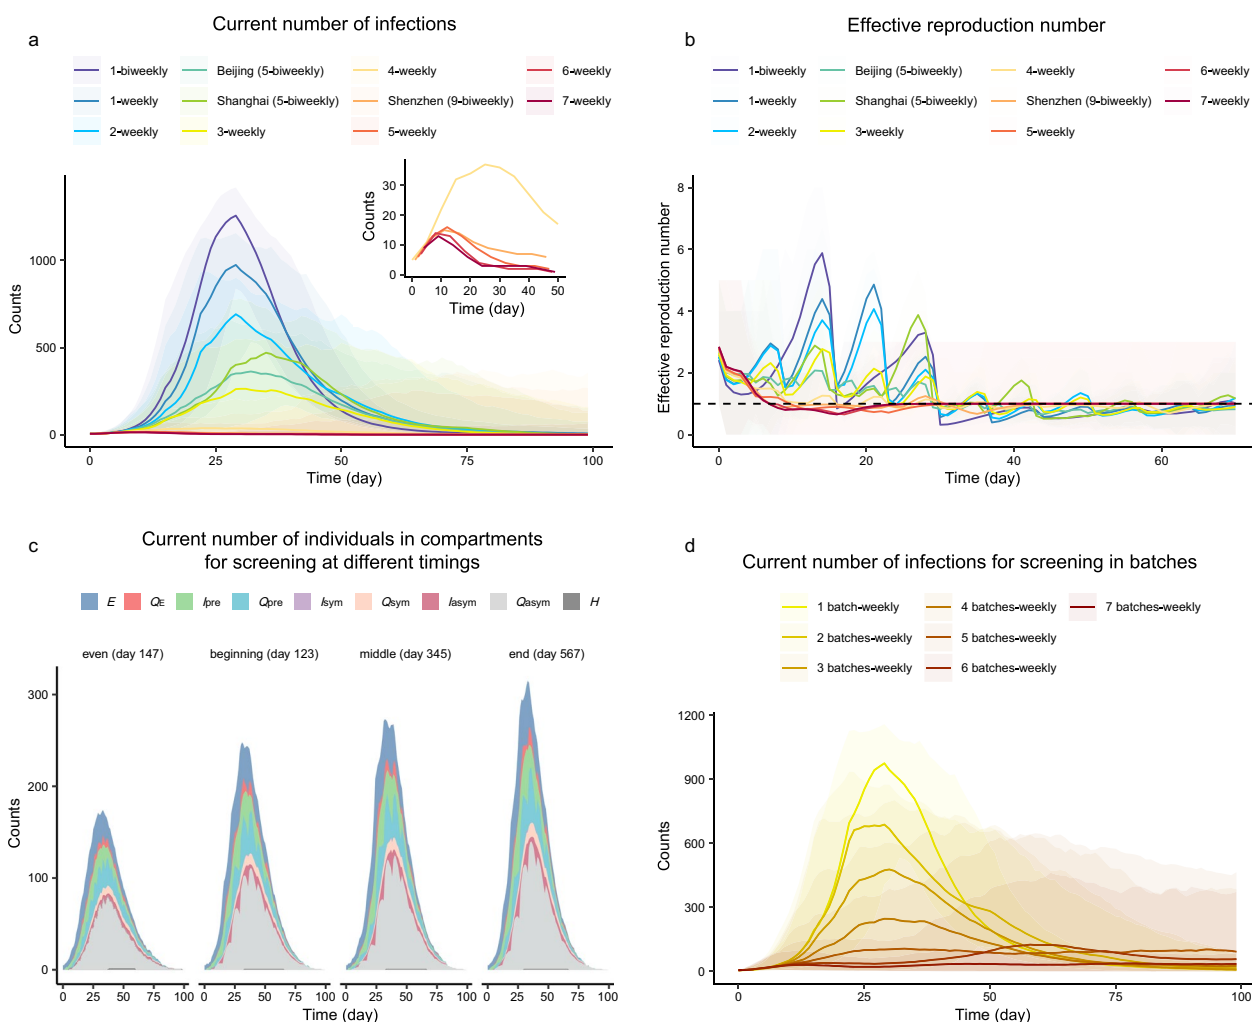 a
Current number of infections
1-biweekly
Beijing (5-biweekly)
4-weekly
6-weekly
1-weekly
Shanghai (5-biweekly)
Shenzhen (9-biweekly)
7-weekly
2-weekly
3-weekly
5-weekly
Counts
1000
500
0
0
25
50
75
100
Time (day)
Counts
30
20
10
0
0
10
20
30
40
50
Time (day)
b
Effective reproduction number
1-biweekly
Beijing (5-biweekly)
4-weekly
6-weekly
1-weekly
Shanghai (5-biweekly)
Shenzhen (9-biweekly)
7-weekly
2-weekly
3-weekly
5-weekly
Effective reproduction number
8
6
4
2
0
0
20
40
60
Time (day)
c
Current number of individuals in compartments
for screening at different timings
E
QE
Ipre
Qpre
Isym
Qsym
Iasym
Qasym
H
even (day 147)
beginning (day 123)
middle (day 345)
end (day 567)
Counts
300
200
100
0
0 25 50 75 100
0 25 50 75 100
0 25 50 75 100
0 25 50 75 100
Time (day)
d
Current number of infections for screening in batches
1 batch-weekly
4 batches-weekly
7 batches-weekly
2 batches-weekly
5 batches-weekly
3 batches-weekly
6 batches-weekly
Counts
1200
900
600
300
0
0
25
50
75
100
Time (day)